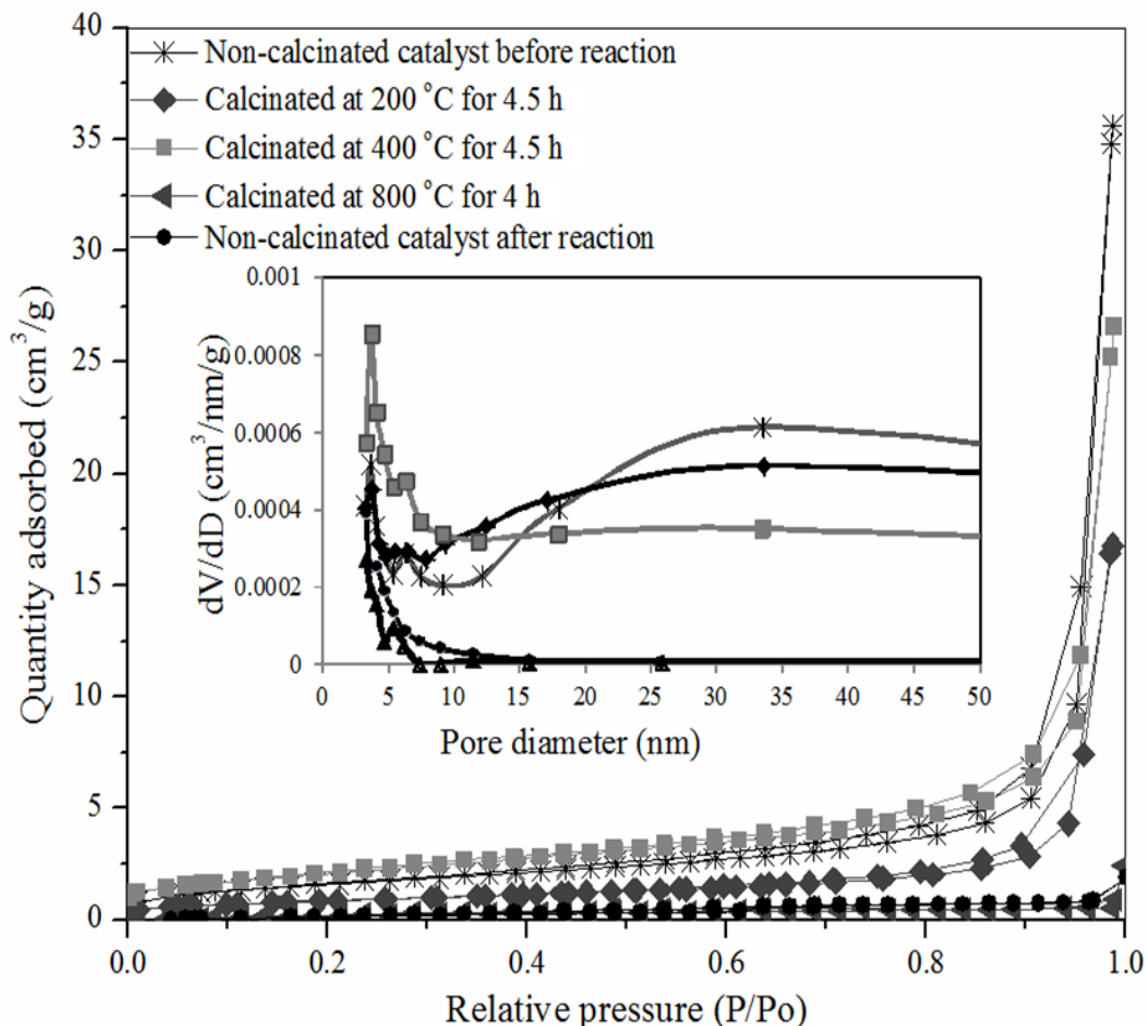 40
35
30
25
20
15
10
5
0
Quantity adsorbed (cm³/g)
Non-calcinated catalyst before reaction
Calcinated at 200 °C for 4.5 h
Calcinated at 400 °C for 4.5 h
Calcinated at 800 °C for 4 h
Non-calcinated catalyst after reaction
0.001
0.0008
0.0006
0.0004
0.0002
0
dV/dD (cm³/nm/g)
0 5 10 15 20 25 30 35 40 45 50
Pore diameter (nm)
0.0 0.2 0.4 0.6 0.8 1.0
Relative pressure (P/Po)